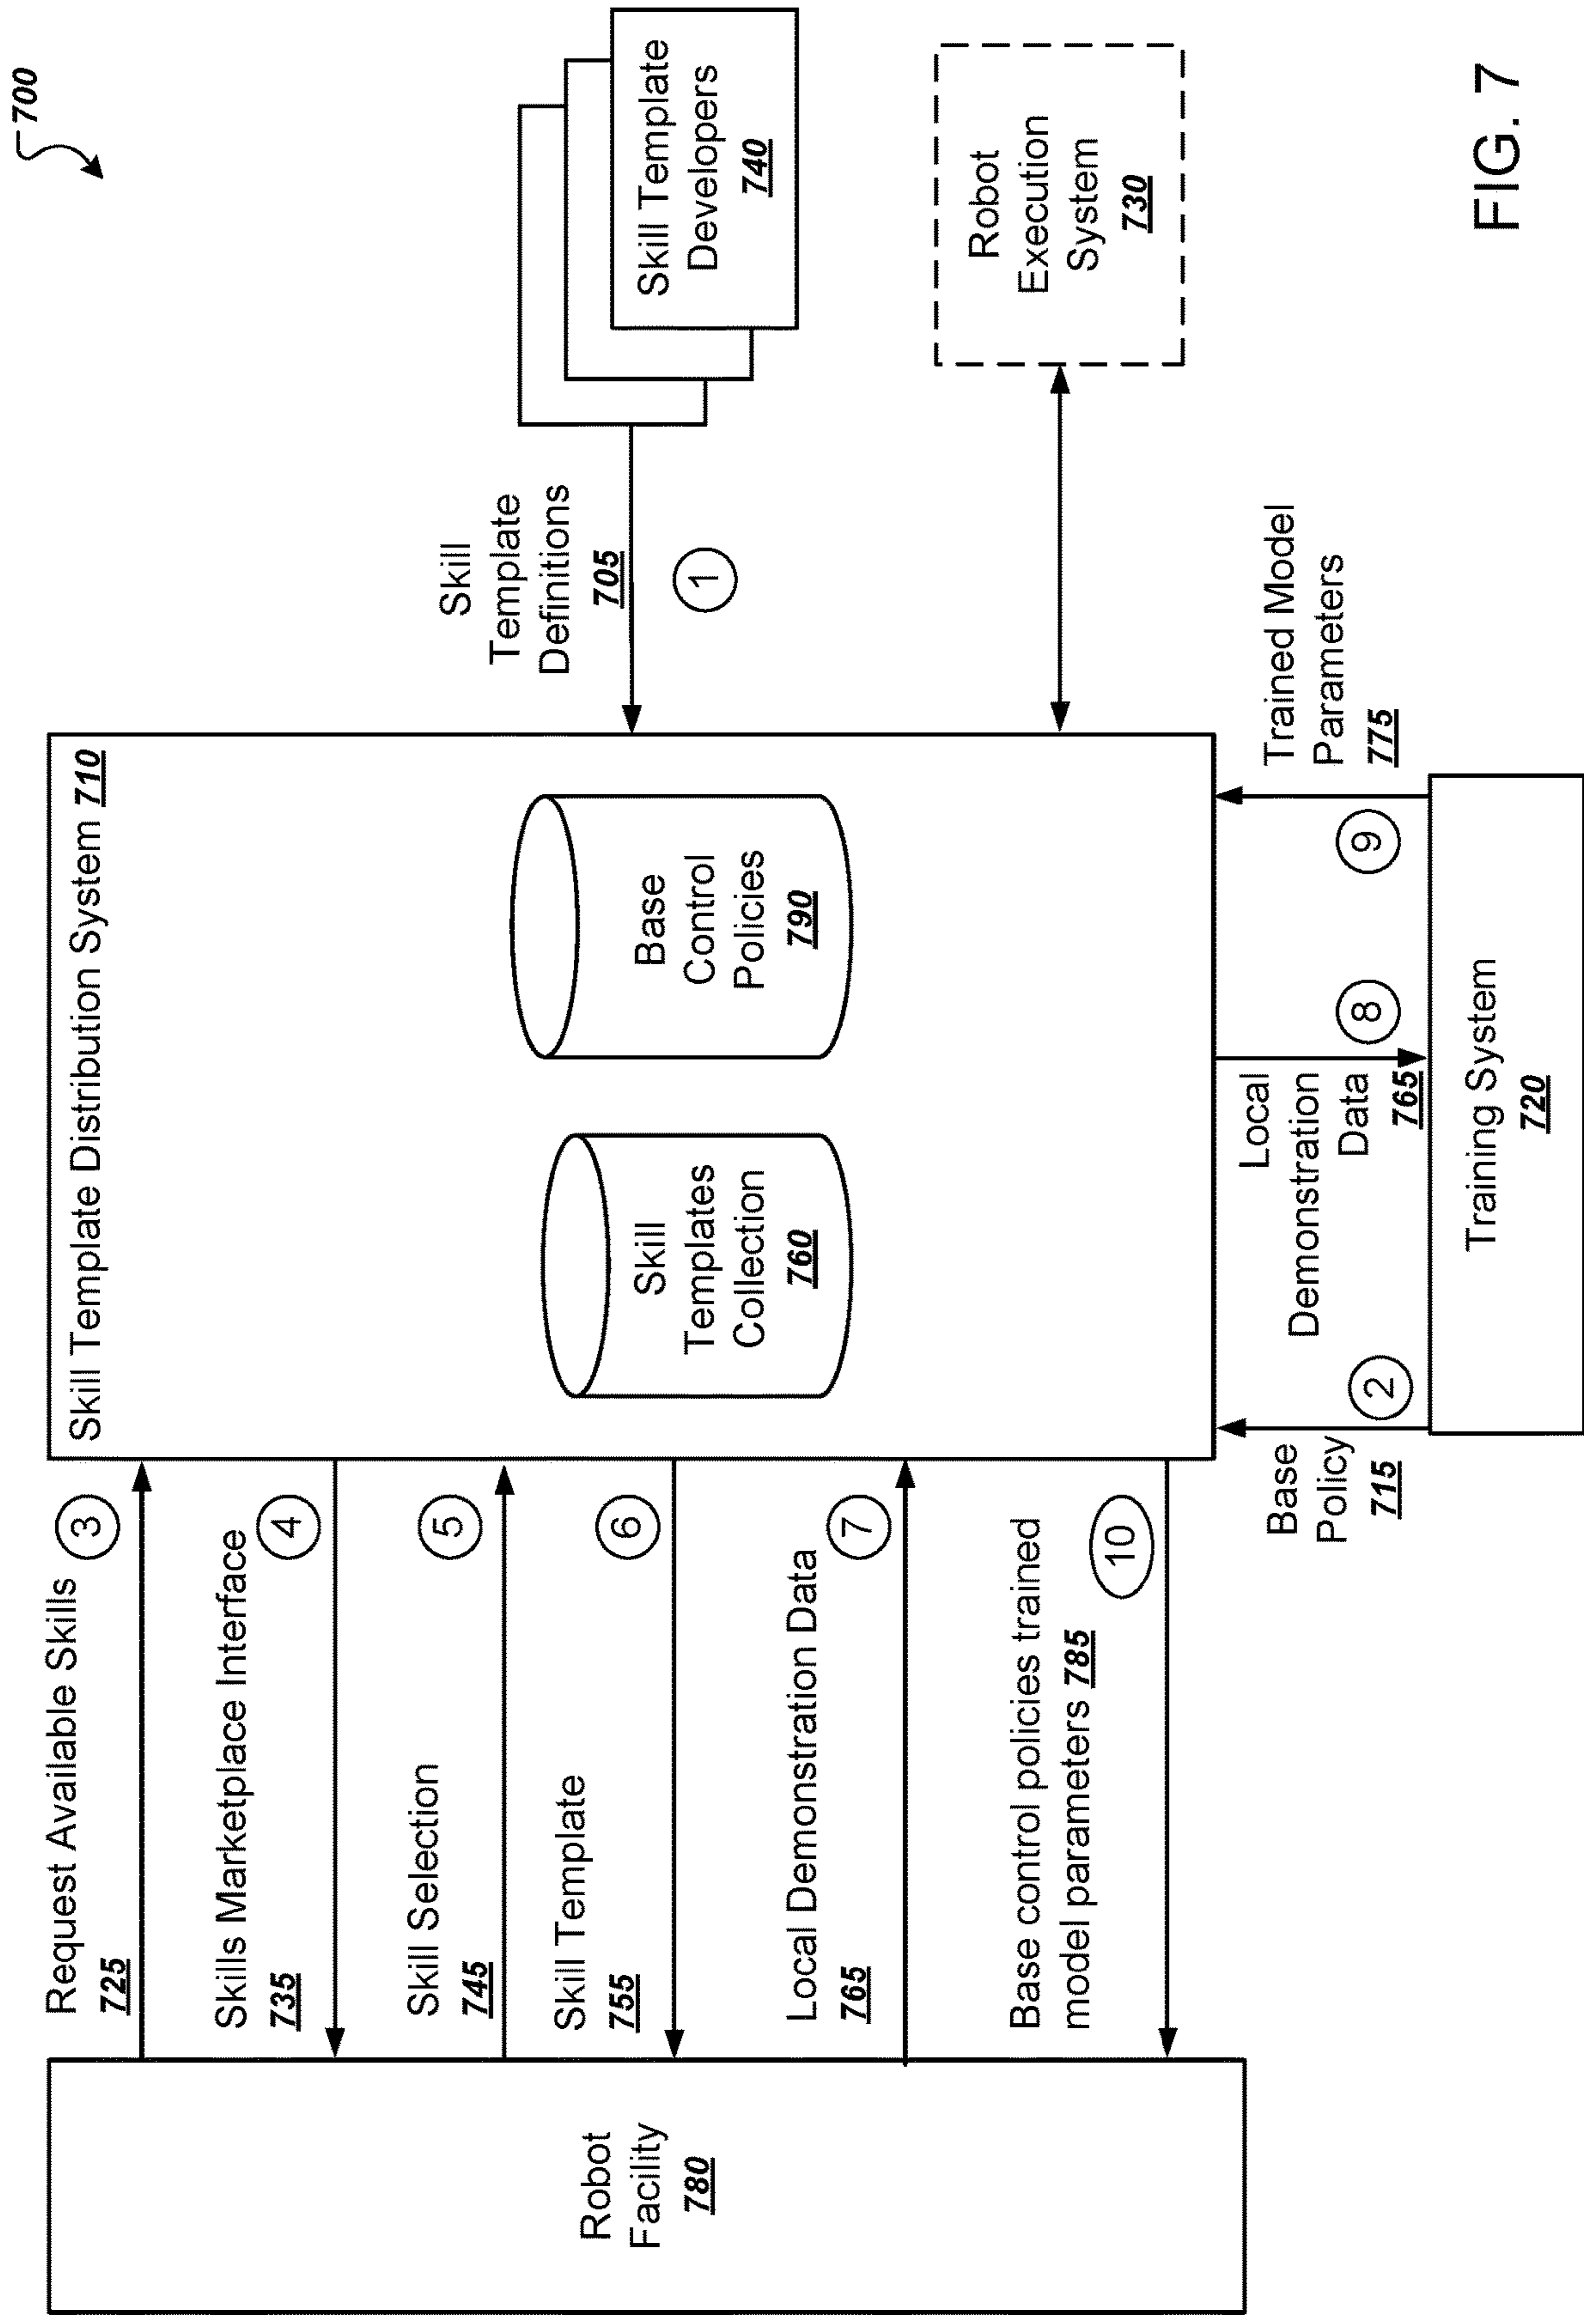 700
Request Available Skills
725
3
Skills Marketplace Interface
735
4
Skill Selection
745
5
Skill Template
755
6
Local Demonstration Data
765
7
Base control policies trained
model parameters 785
10
Robot
Facility
780
Skill Template Distribution System 710
Skill
Templates
Collection
760
Base
Control
Policies
790
Skill
Template
Definitions
705
1
Skill Template
Developers
740
Robot
Execution
System
730
Base
Policy
715
2
Local
Demonstration
Data
765
8
9
Trained Model
Parameters
775
Training System
720
FIG. 7